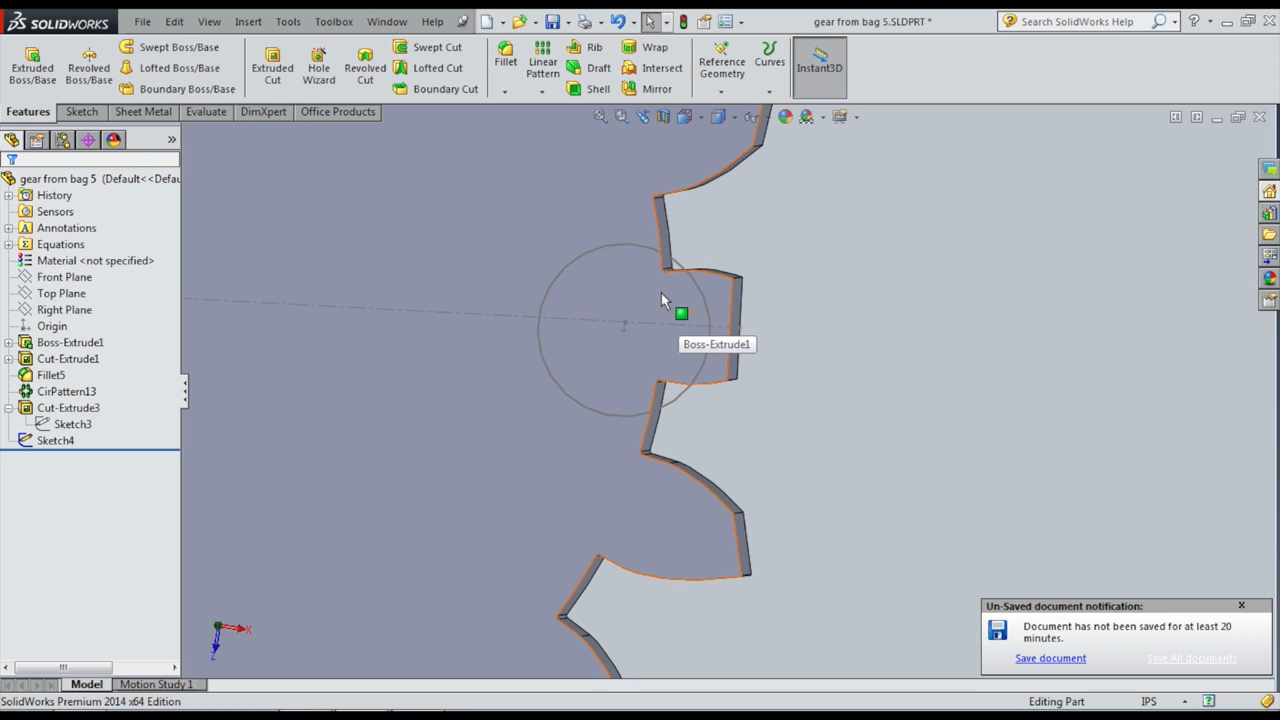 SOLIDWORKS File Edit View Insert Tools Toolbox Window Help gear from bag 5.SLDPRT * Search SolidWorks Help
Extruded Boss/Base
Revolved Boss/Base
Swept Boss/Base
Lofted Boss/Base
Boundary Boss/Base
Extruded Cut
Hole Wizard
Revolved Cut
Swept Cut
Lofted Cut
Boundary Cut
Fillet
Linear Pattern
Rib
Draft
Shell
Wrap
Intersect
Mirror
Reference Geometry
Curves
Instant3D
Features Sketch Sheet Metal Evaluate DimXpert Office Products
gear from bag 5 (Default<<Defau
History
Sensors
Annotations
Equations
Material <not specified>
Front Plane
Top Plane
Right Plane
Origin
Boss-Extrude1
Cut-Extrude1
Fillet5
CirPattern13
Cut-Extrude3
Sketch3
Sketch4
Boss-Extrude1
X
Z
Un-Saved document notification: X
Document has not been saved for at least 20
minutes.
Save document Save All documents
Model Motion Study 1
SolidWorks Premium 2014 x64 Edition Editing Part IPS